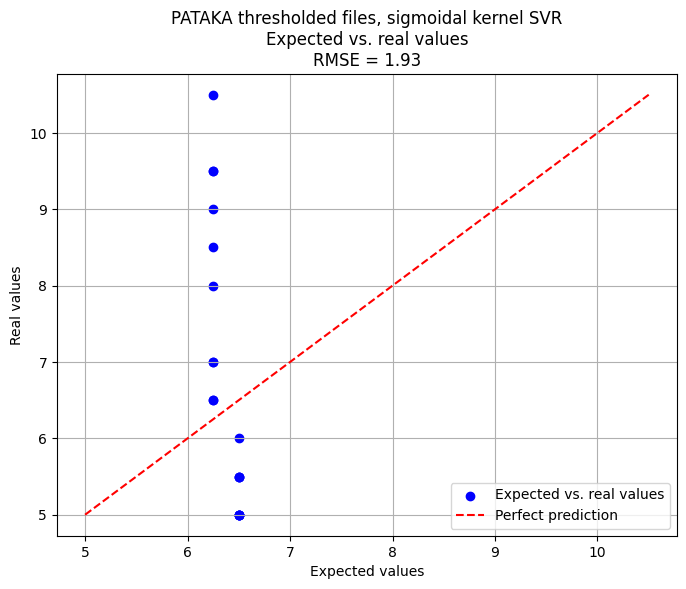 PATAKA thresholded files, sigmoidal kernel SVR
Expected vs. real values
RMSE = 1.93
10
9
8
7
6
5
Real values
5 6 7 8 9 10
Expected values
Expected vs. real values
Perfect prediction